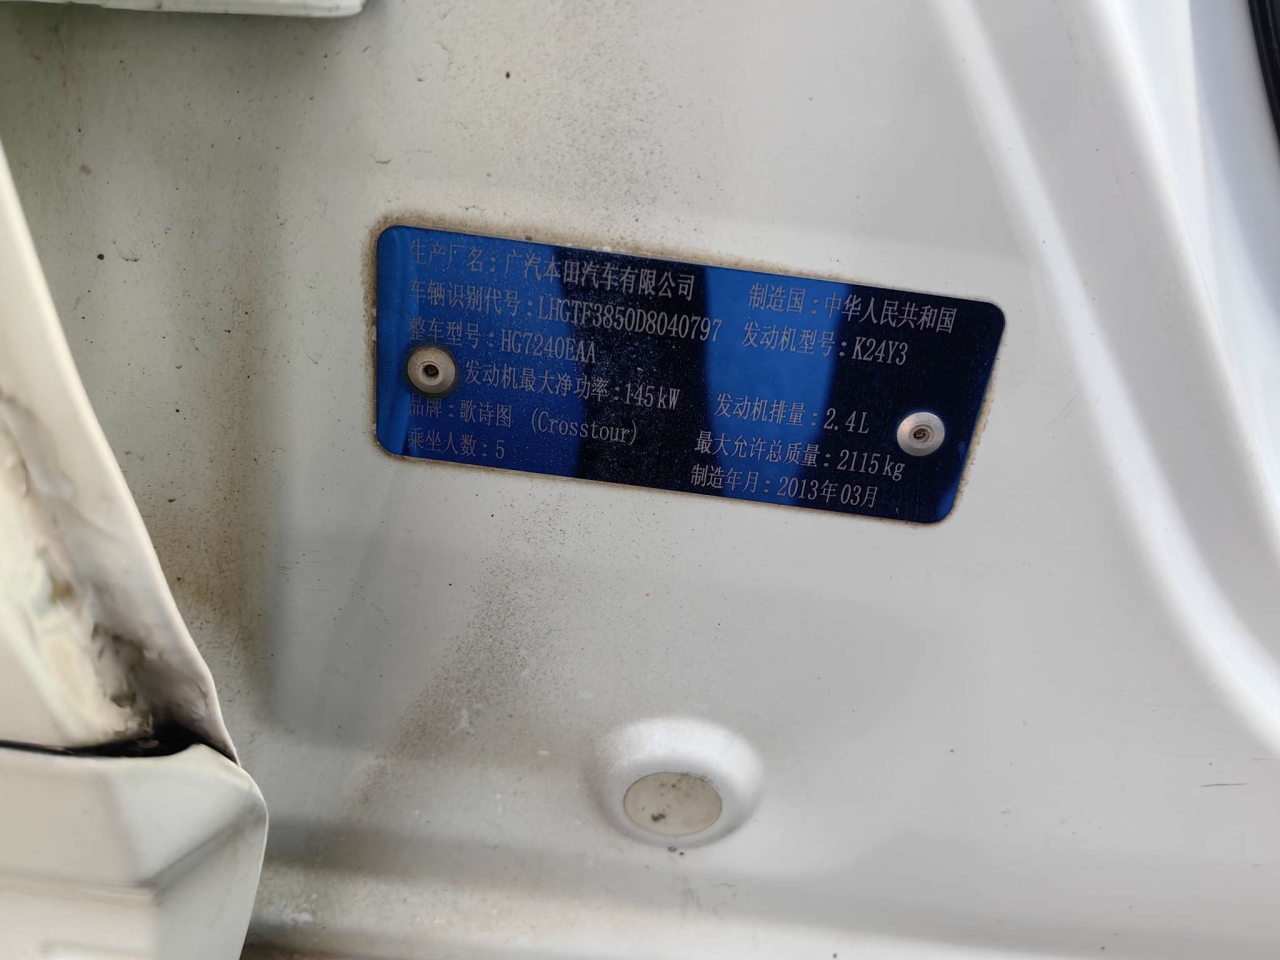 生产厂名：广汽本田汽车有限公司 制造国：中华人民共和国
车辆识别代号：LHGTF3850D8040797 发动机型号：K24Y3
整车型号：HG7240EAA
发动机最大净功率：145kW 发动机排量：2.4L
品牌：歌诗图 (Crosstour) 最大允许总质量：2115kg
乘坐人数：5 制造年月：2013年03月